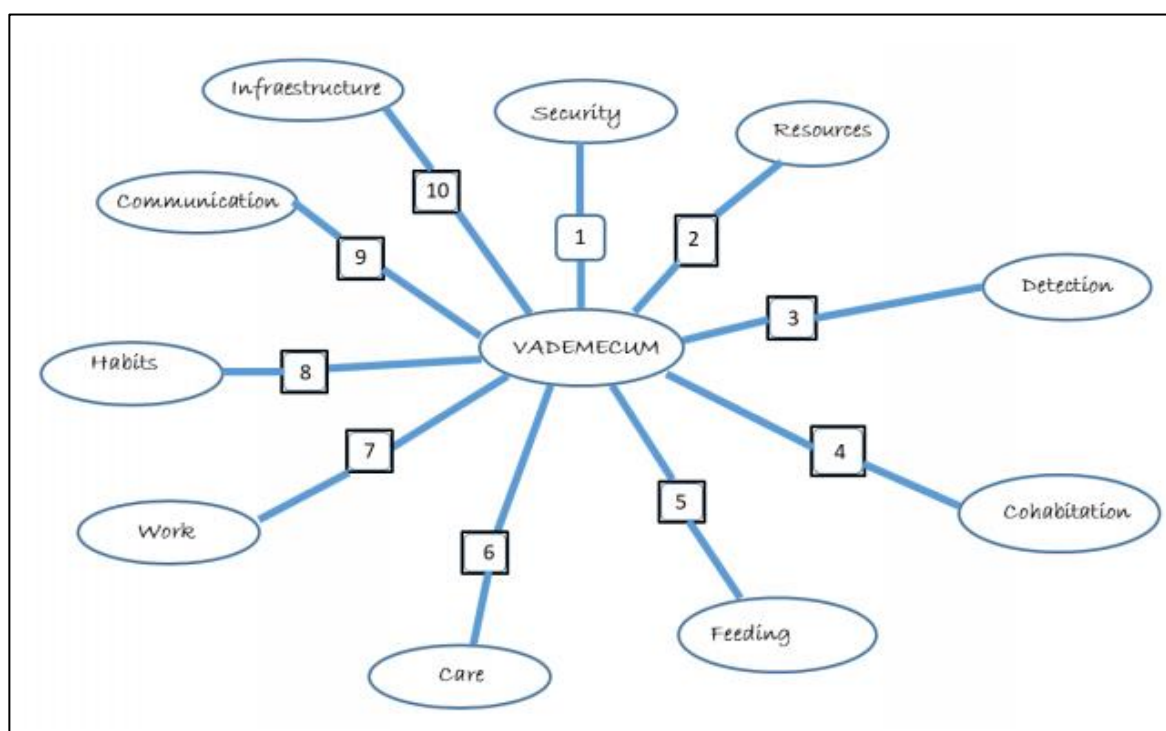 Infraestructure
Security
Resources
Communication
10
1
2
9
Detection
3
VADEMECUM
Habits
8
7
4
5
Work
Cohabitation
6
Feeding
Care